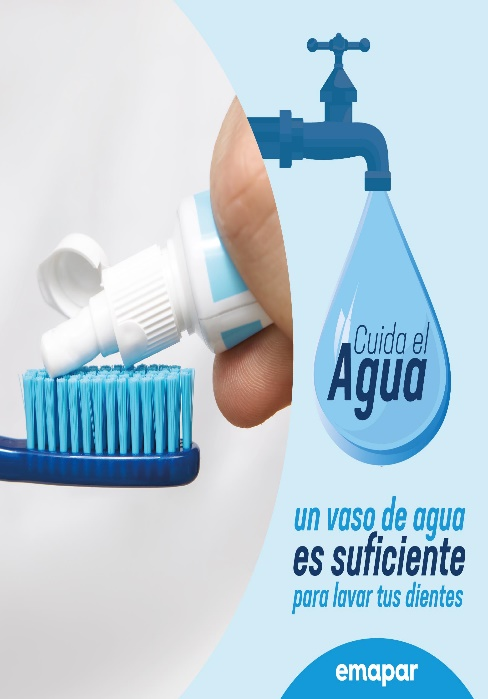 Cuida el
Agua
un vaso de agua
es suficiente
para lavar tus dientes
emapar